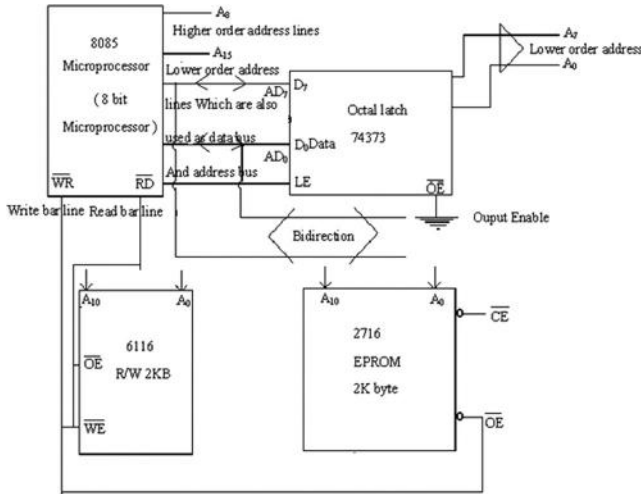 A8
Higher order address lines
8085
Microprocessor
( 8 bit
Microprocessor )
A15
Lower order address
AD7
D7
lines Which are also
used as data bus
AD0
D0 Data
And address bus
LE
Octal latch
74373
OE
A7
Lower order address
A0
WR
RD
Write bar line
Read bar line
Ouput Enable
Bidirection
A10
A0
6116
R/W 2KB
OE
WE
A10
A0
2716
EPROM
2K byte
CE
OE